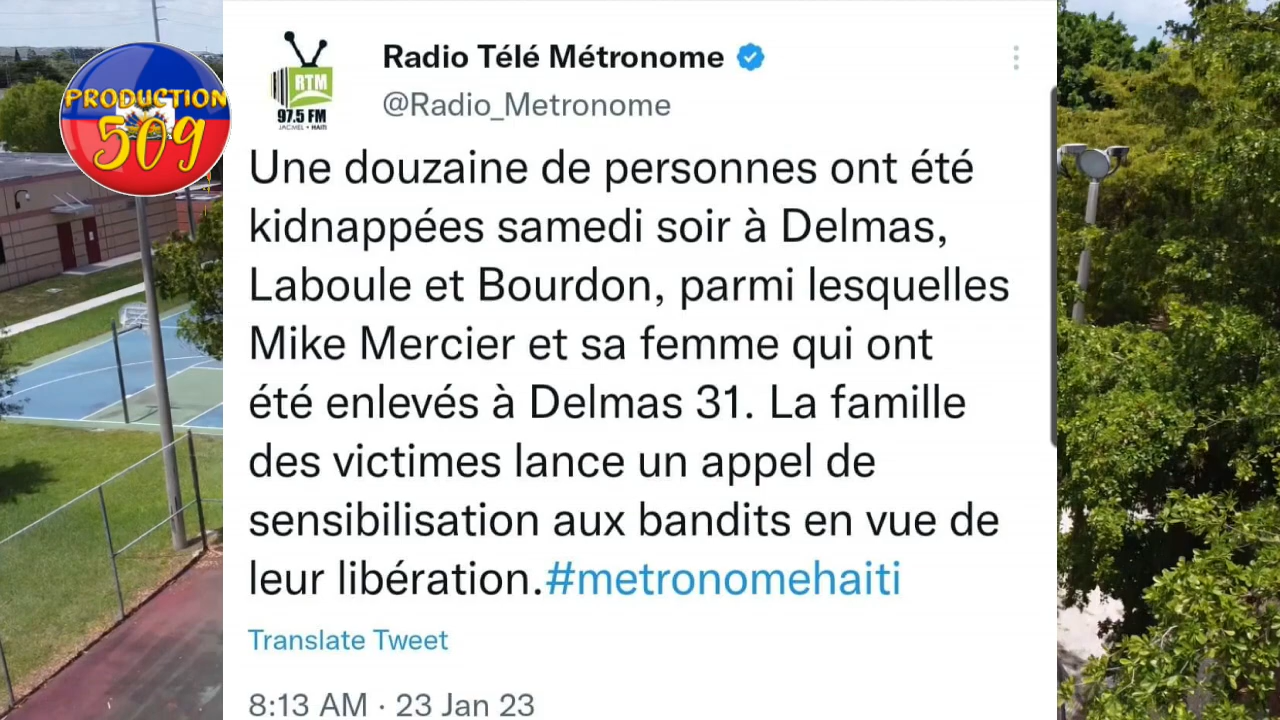 PRODUCTION
509
RTM
97.5 FM
JACMEL • HAITI
Radio Télé Métronome
@Radio_Metronome
Une douzaine de personnes ont été
kidnappées samedi soir à Delmas,
Laboule et Bourdon, parmi lesquelles
Mike Mercier et sa femme qui ont
été enlevés à Delmas 31. La famille
des victimes lance un appel de
sensibilisation aux bandits en vue de
leur libération.#metronomehaiti
Translate Tweet
8:13 AM · 23 Jan 23